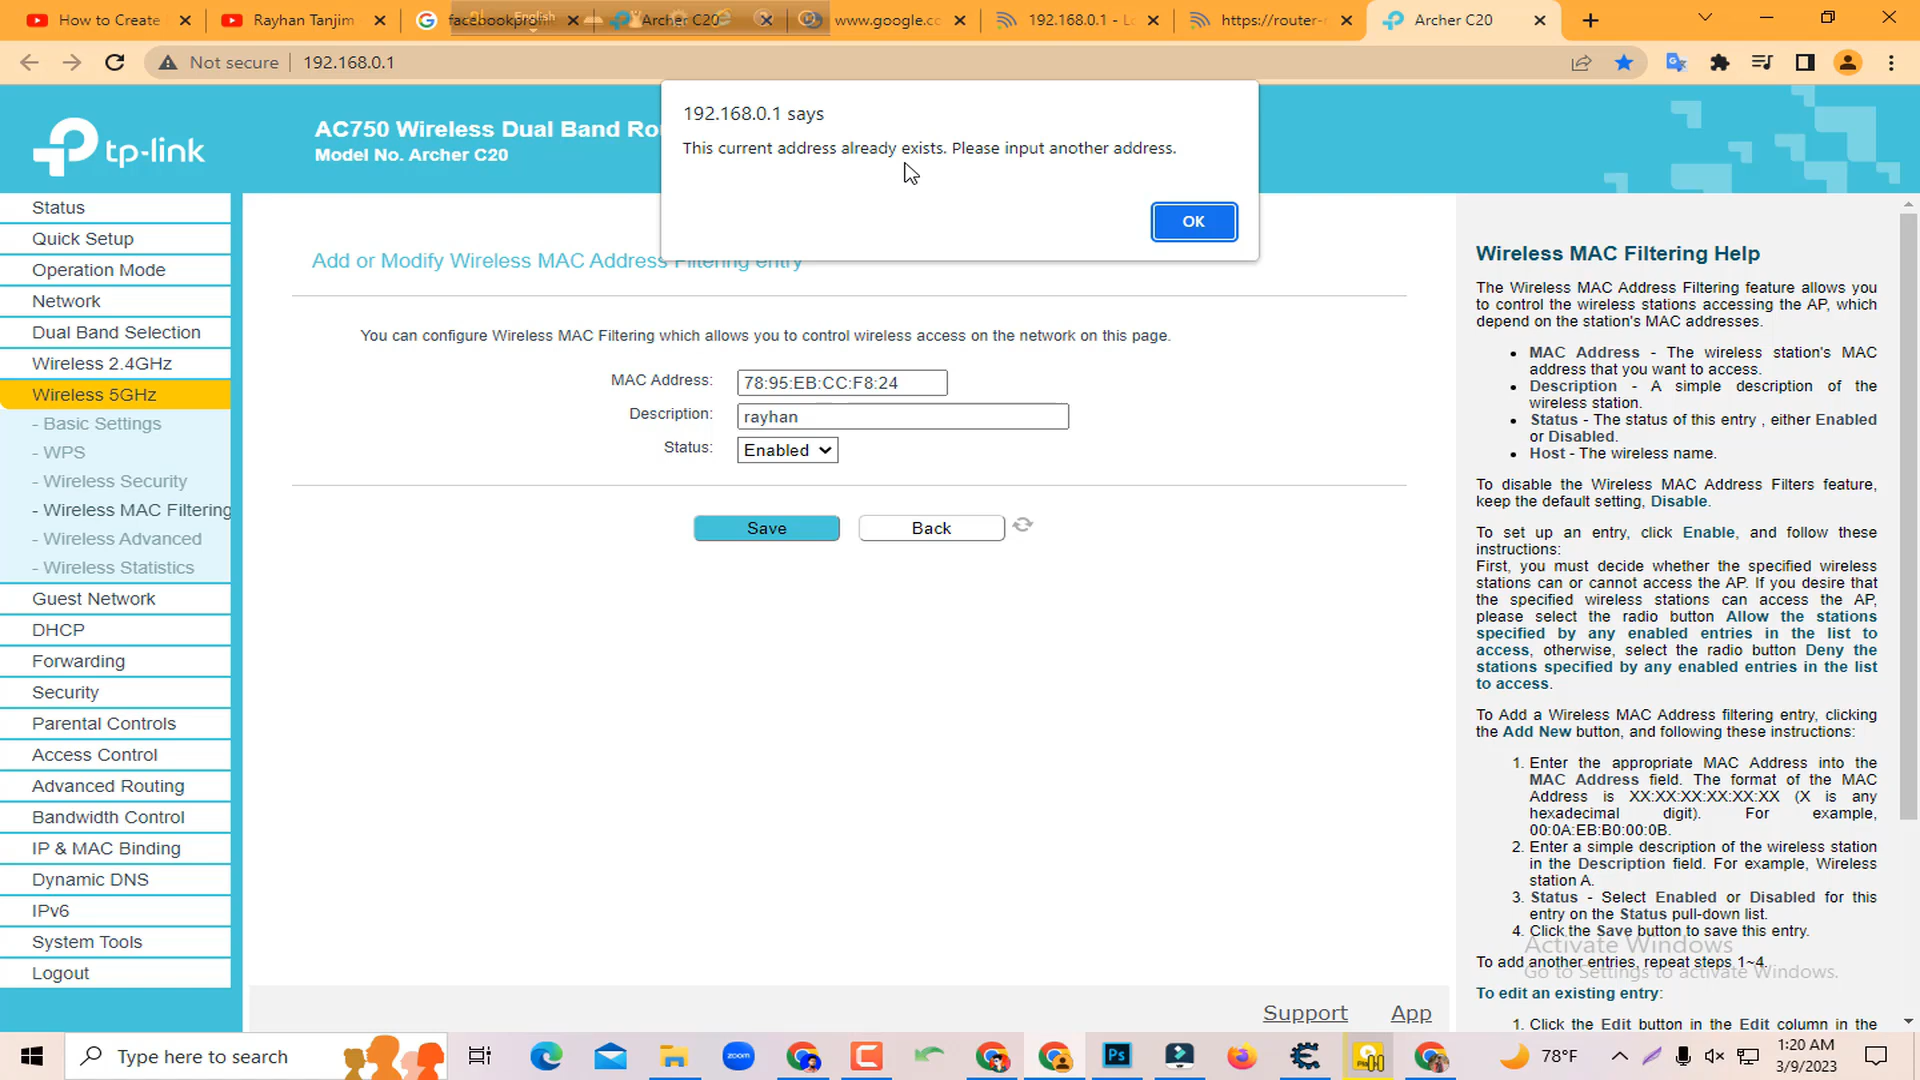 How to Create
Rayhan Tanjim
facebookpro
English
Archer C20
www.google.co
192.168.0.1 - Lo
https://router-
Archer C20
Not secure
192.168.0.1
tp-link
AC750 Wireless Dual Band Ro
Model No. Archer C20
192.168.0.1 says
This current address already exists. Please input another address.
OK
Status
Quick Setup
Operation Mode
Network
Dual Band Selection
Wireless 2.4GHz
Wireless 5GHz
- Basic Settings
- WPS
- Wireless Security
- Wireless MAC Filtering
- Wireless Advanced
- Wireless Statistics
Guest Network
DHCP
Forwarding
Security
Parental Controls
Access Control
Advanced Routing
Bandwidth Control
IP & MAC Binding
Dynamic DNS
IPv6
System Tools
Logout
Add or Modify Wireless MAC Address Filtering entry
You can configure Wireless MAC Filtering which allows you to control wireless access on the network on this page.
MAC Address: 78:95:EB:CC:F8:24
Description: rayhan
Status: Enabled
Save
Back
Support
App
Wireless MAC Filtering Help
The Wireless MAC Address Filtering feature allows you
to control the wireless stations accessing the AP, which
depend on the station's MAC addresses.
• MAC Address - The wireless station's MAC
address that you want to access.
• Description - A simple description of the
wireless station.
• Status - The status of this entry , either Enabled
or Disabled.
• Host - The wireless name.
To disable the Wireless MAC Address Filters feature,
keep the default setting, Disable.
To set up an entry, click Enable, and follow these
instructions:
First, you must decide whether the specified wireless
stations can or cannot access the AP. If you desire that
the specified wireless stations can access the AP,
please select the radio button Allow the stations
specified by any enabled entries in the list to
access, otherwise, select the radio button Deny the
stations specified by any enabled entries in the list
to access.
To Add a Wireless MAC Address filtering entry, clicking
the Add New button, and following these instructions:
1. Enter the appropriate MAC Address into the
MAC Address field. The format of the MAC
Address is XX:XX:XX:XX:XX:XX (X is any
hexadecimal digit). For example,
00:0A:EB:B0:00:0B.
2. Enter a simple description of the wireless station
in the Description field. For example, Wireless
station A.
3. Status - Select Enabled or Disabled for this
entry on the Status pull-down list.
4. Click the Save button to save this entry.
To add another entries, repeat steps 1~4.
To edit an existing entry:
1. Click the Edit button in the Edit column in the
Activate Windows
Go to Settings to activate Windows.
Type here to search
zoom
Ps
78°F
1:20 AM
3/9/2023